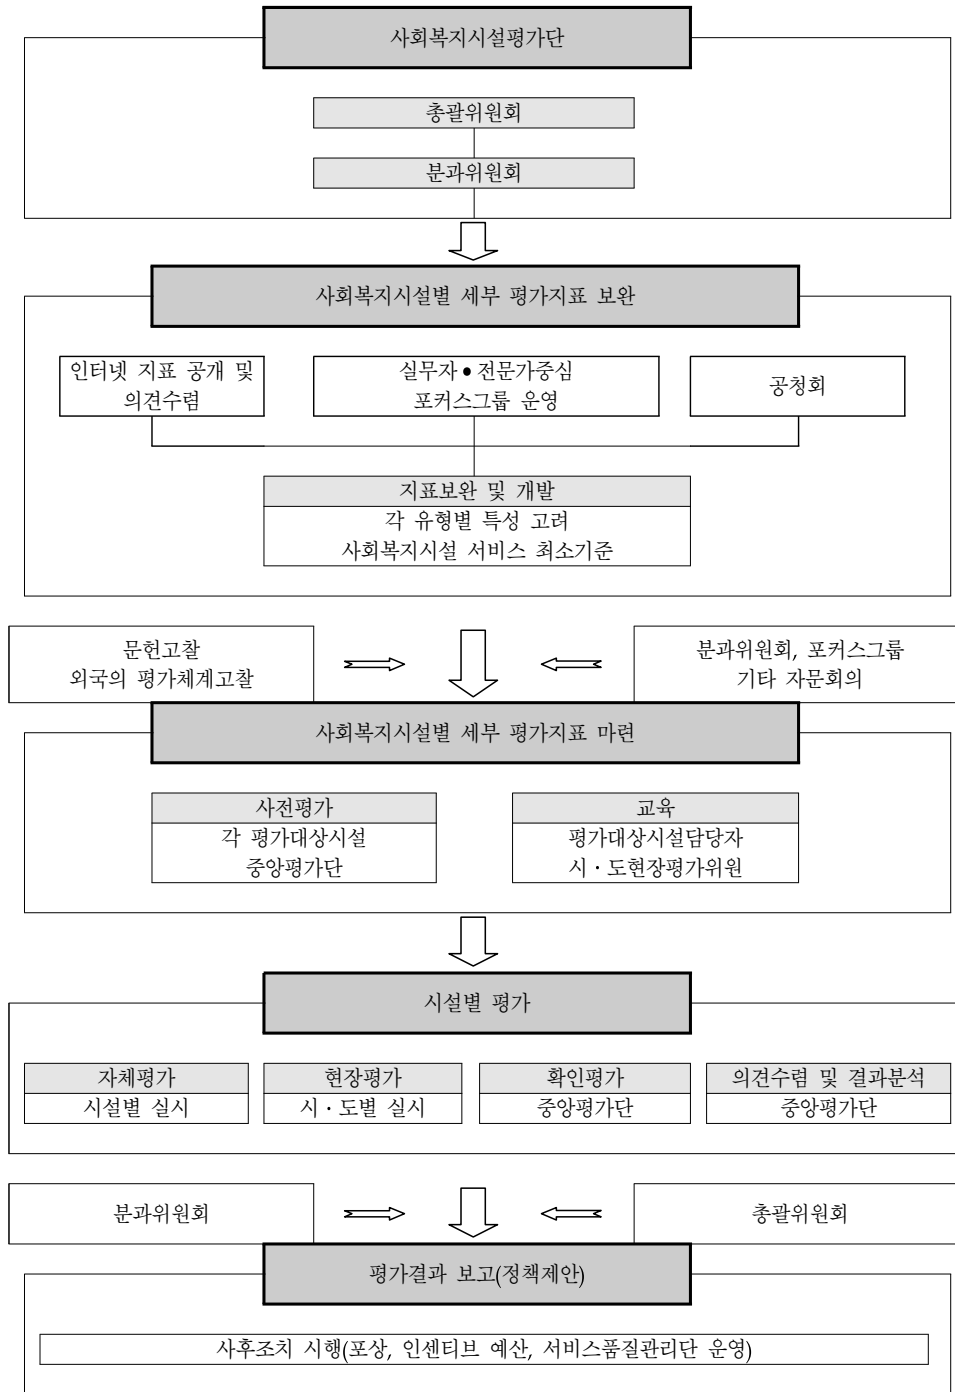 사회복지시설평가단
총괄위원회
분과위원회
사회복지시설별 세부 평가지표 보완
인터넷 지표 공개 및
의견수렴
실무자●전문가중심
포커스그룹 운영
공청회
지표보완 및 개발
각 유형별 특성 고려
사회복지시설 서비스 최소기준
문헌고찰
외국의 평가체계고찰
분과위원회, 포커스그룹
기타 자문회의
사회복지시설별 세부 평가지표 마련
사전평가
각 평가대상시설
중앙평가단
교육
평가대상시설담당자
시·도현장평가위원
시설별 평가
자체평가
시설별 실시
현장평가
시·도별 실시
확인평가
중앙평가단
의견수렴 및 결과분석
중앙평가단
분과위원회
총괄위원회
평가결과 보고(정책제안)
사후조치 시행(포상, 인센티브 예산, 서비스품질관리단 운영)